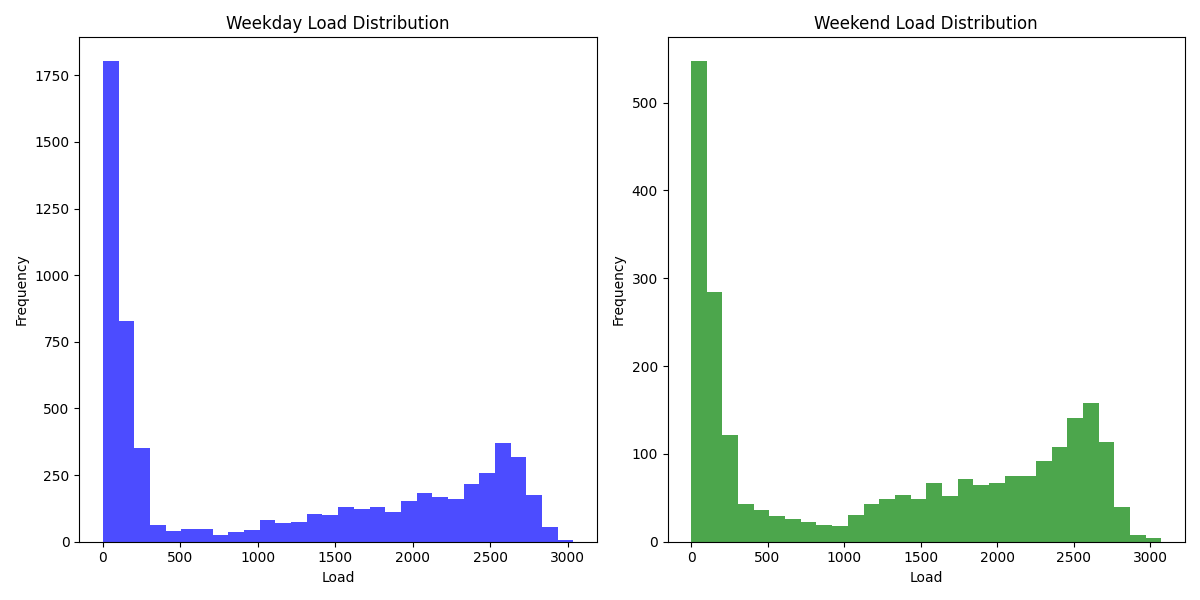 Weekday Load Distribution
Frequency
1750
1500
1250
1000
750
500
250
0
0 500 1000 1500 2000 2500 3000
Load
Weekend Load Distribution
Frequency
500
400
300
200
100
0
0 500 1000 1500 2000 2500 3000
Load